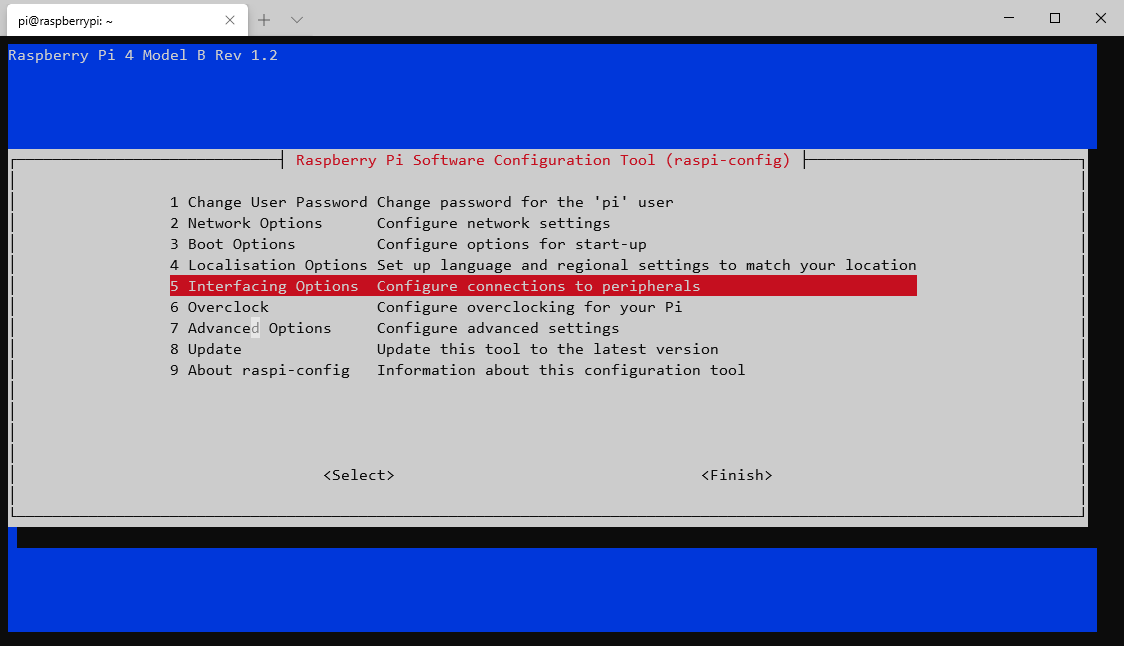 pi@raspberrypi: ~
Raspberry Pi 4 Model B Rev 1.2
Raspberry Pi Software Configuration Tool (raspi-config)
1 Change User Password Change password for the 'pi' user
2 Network Options Configure network settings
3 Boot Options Configure options for start-up
4 Localisation Options Set up language and regional settings to match your location
5 Interfacing Options Configure connections to peripherals
6 Overclock Configure overclocking for your Pi
7 Advanced Options Configure advanced settings
8 Update Update this tool to the latest version
9 About raspi-config Information about this configuration tool
<Select> <Finish>